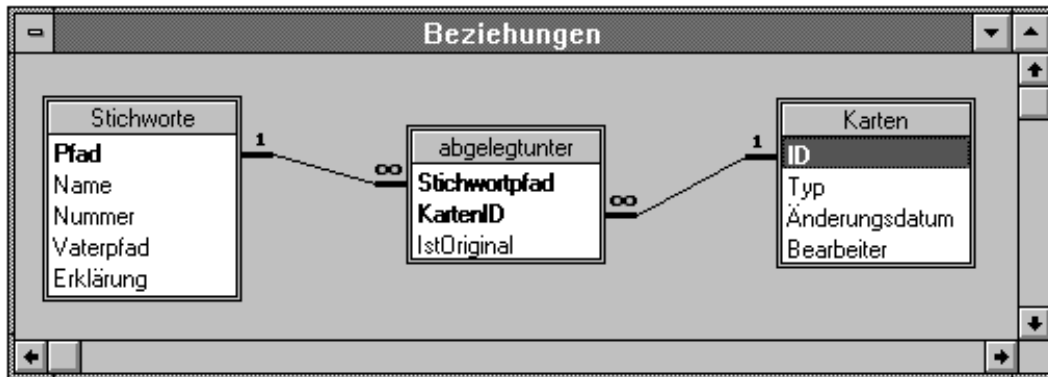 Beziehungen
Stichworte
Pfad
Name
Nummer
Vaterpfad
Erklärung
1
∞
abgelegtunter
Stichwortpfad
KartenID
IstOriginal
∞
1
Karten
ID
Typ
Änderungsdatum
Bearbeiter